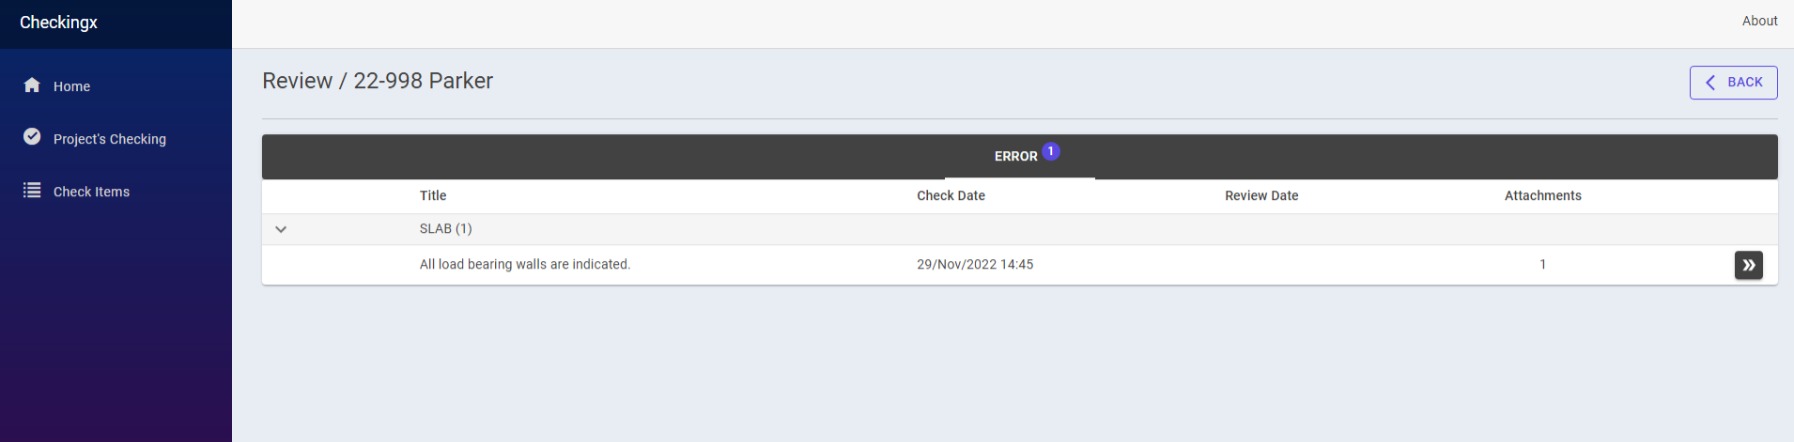 Checkingx
About
Home
Project's Checking
Check Items
Review / 22-998 Parker
BACK
ERROR 1
Title Check Date Review Date Attachments
SLAB (1)
All load bearing walls are indicated. 29/Nov/2022 14:45 1